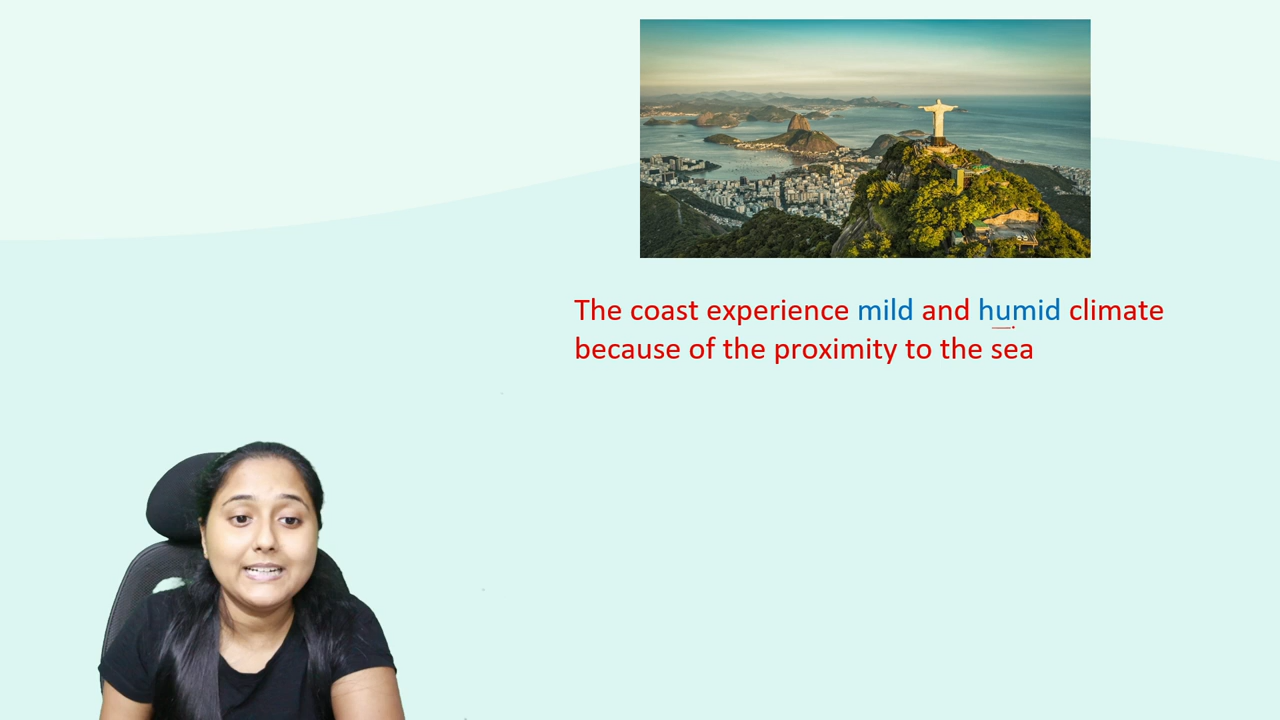 The coast experience mild and humid climate
because of the proximity to the sea